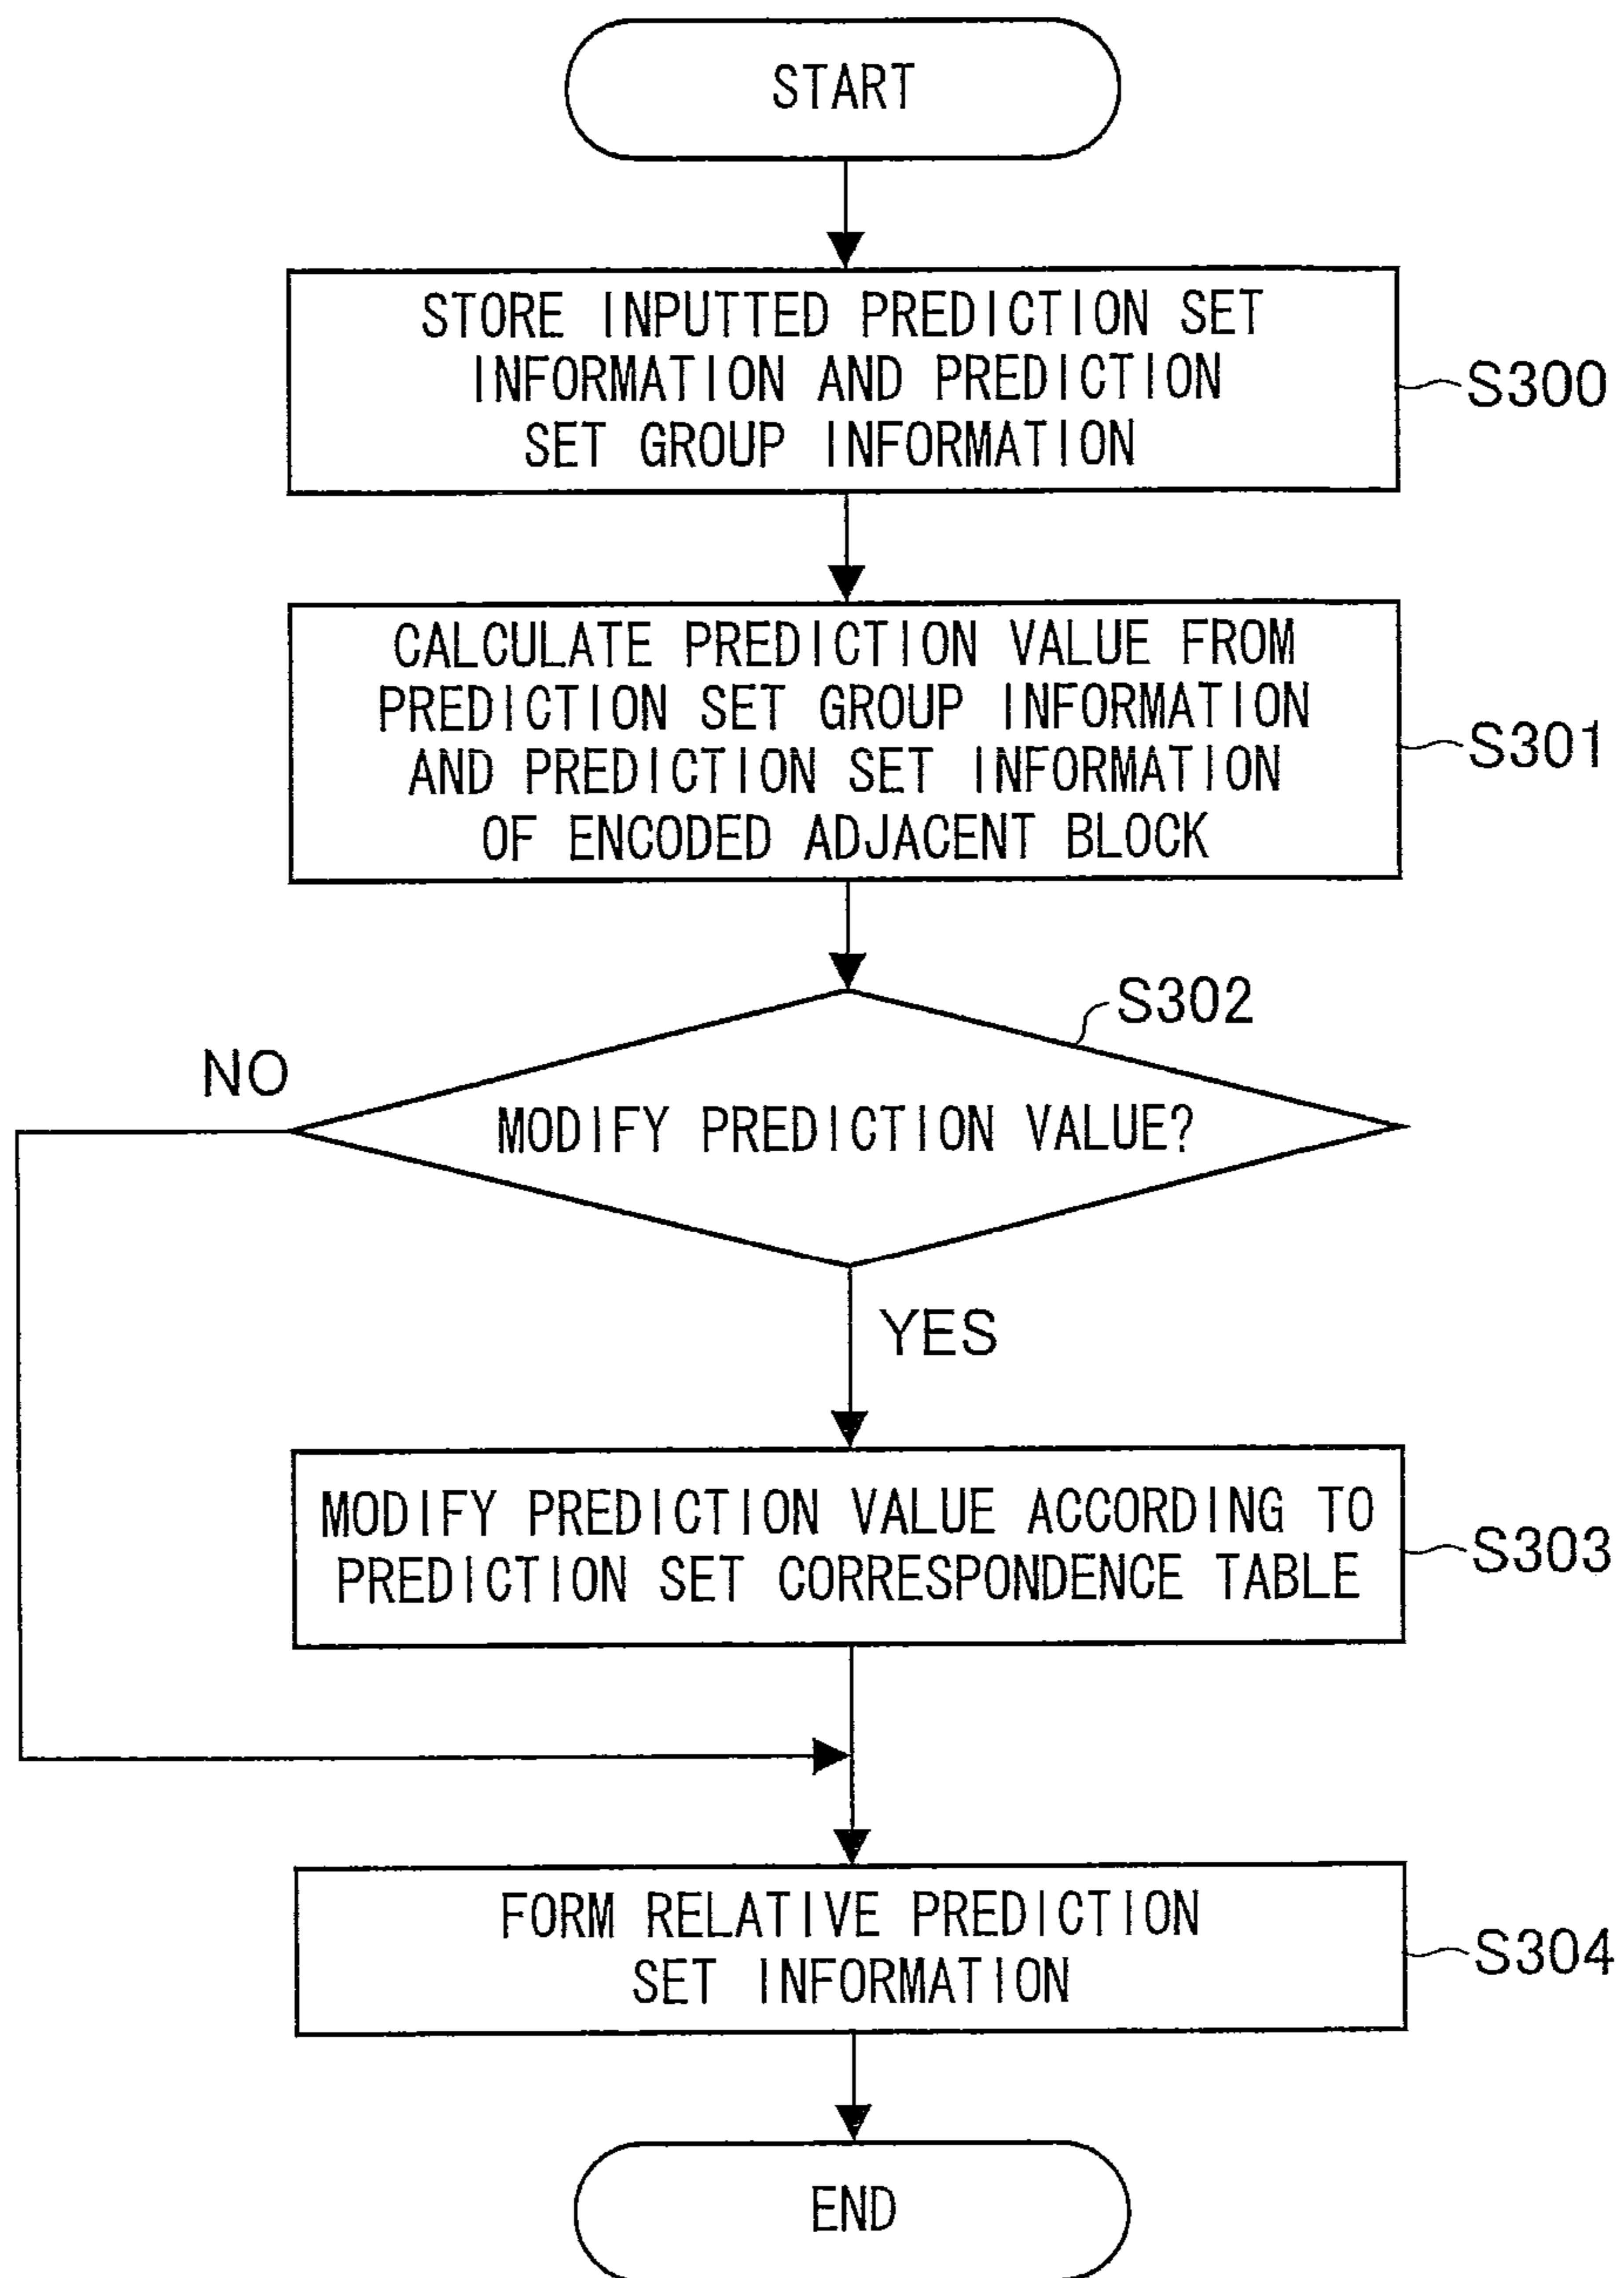 START
STORE INPUTTED PREDICTION SET
INFORMATION AND PREDICTION
SET GROUP INFORMATION
S300
CALCULATE PREDICTION VALUE FROM
PREDICTION SET GROUP INFORMATION
AND PREDICTION SET INFORMATION
OF ENCODED ADJACENT BLOCK
S301
S302
NO
MODIFY PREDICTION VALUE?
YES
MODIFY PREDICTION VALUE ACCORDING TO
PREDICTION SET CORRESPONDENCE TABLE
S303
FORM RELATIVE PREDICTION
SET INFORMATION
S304
END